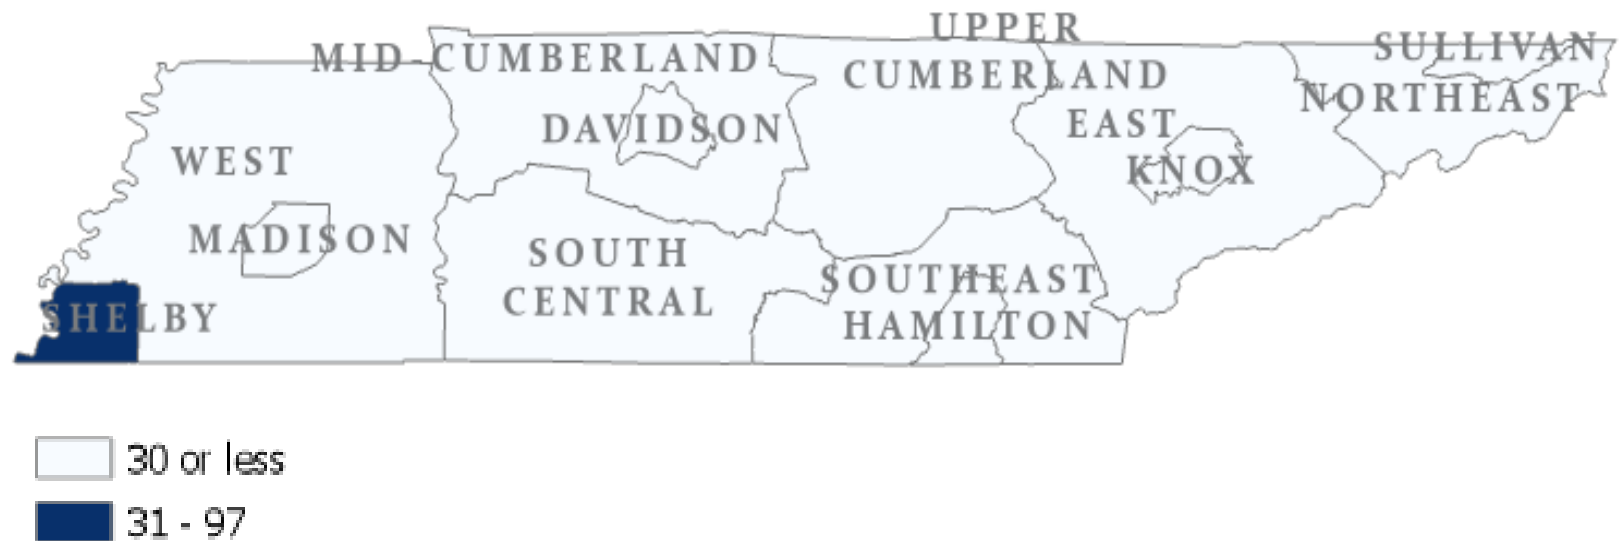 UPPER
CUMBERLAND
MID-CUMBERLAND
SULLIVAN
NORTHEAST
DAVIDSON
EAST
KNOX
WEST
MADISON
SOUTH
CENTRAL
SOUTHEAST
HAMILTON
SHELBY
30 or less
31 - 97